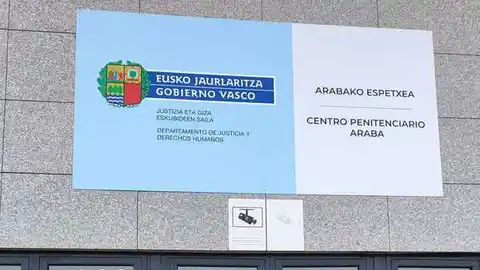 EUSKO JAURLARITZA
GOBIERNO VASCO
JUSTIZIA ETA GIZA
ESKUBIDEEN SAILA
DEPARTAMENTO DE JUSTICIA Y
DERECHOS HUMANOS
ARABAKO ESPETXEA
CENTRO PENITENCIARIO
ARABA